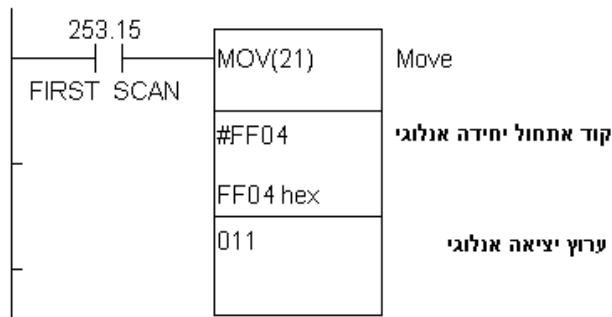 253.15
FIRST SCAN
MOV(21) Move
#FF04 קוד אתחול יחידה אנלוגי
FF04 hex
011 ערוץ יציאה אנלוגי